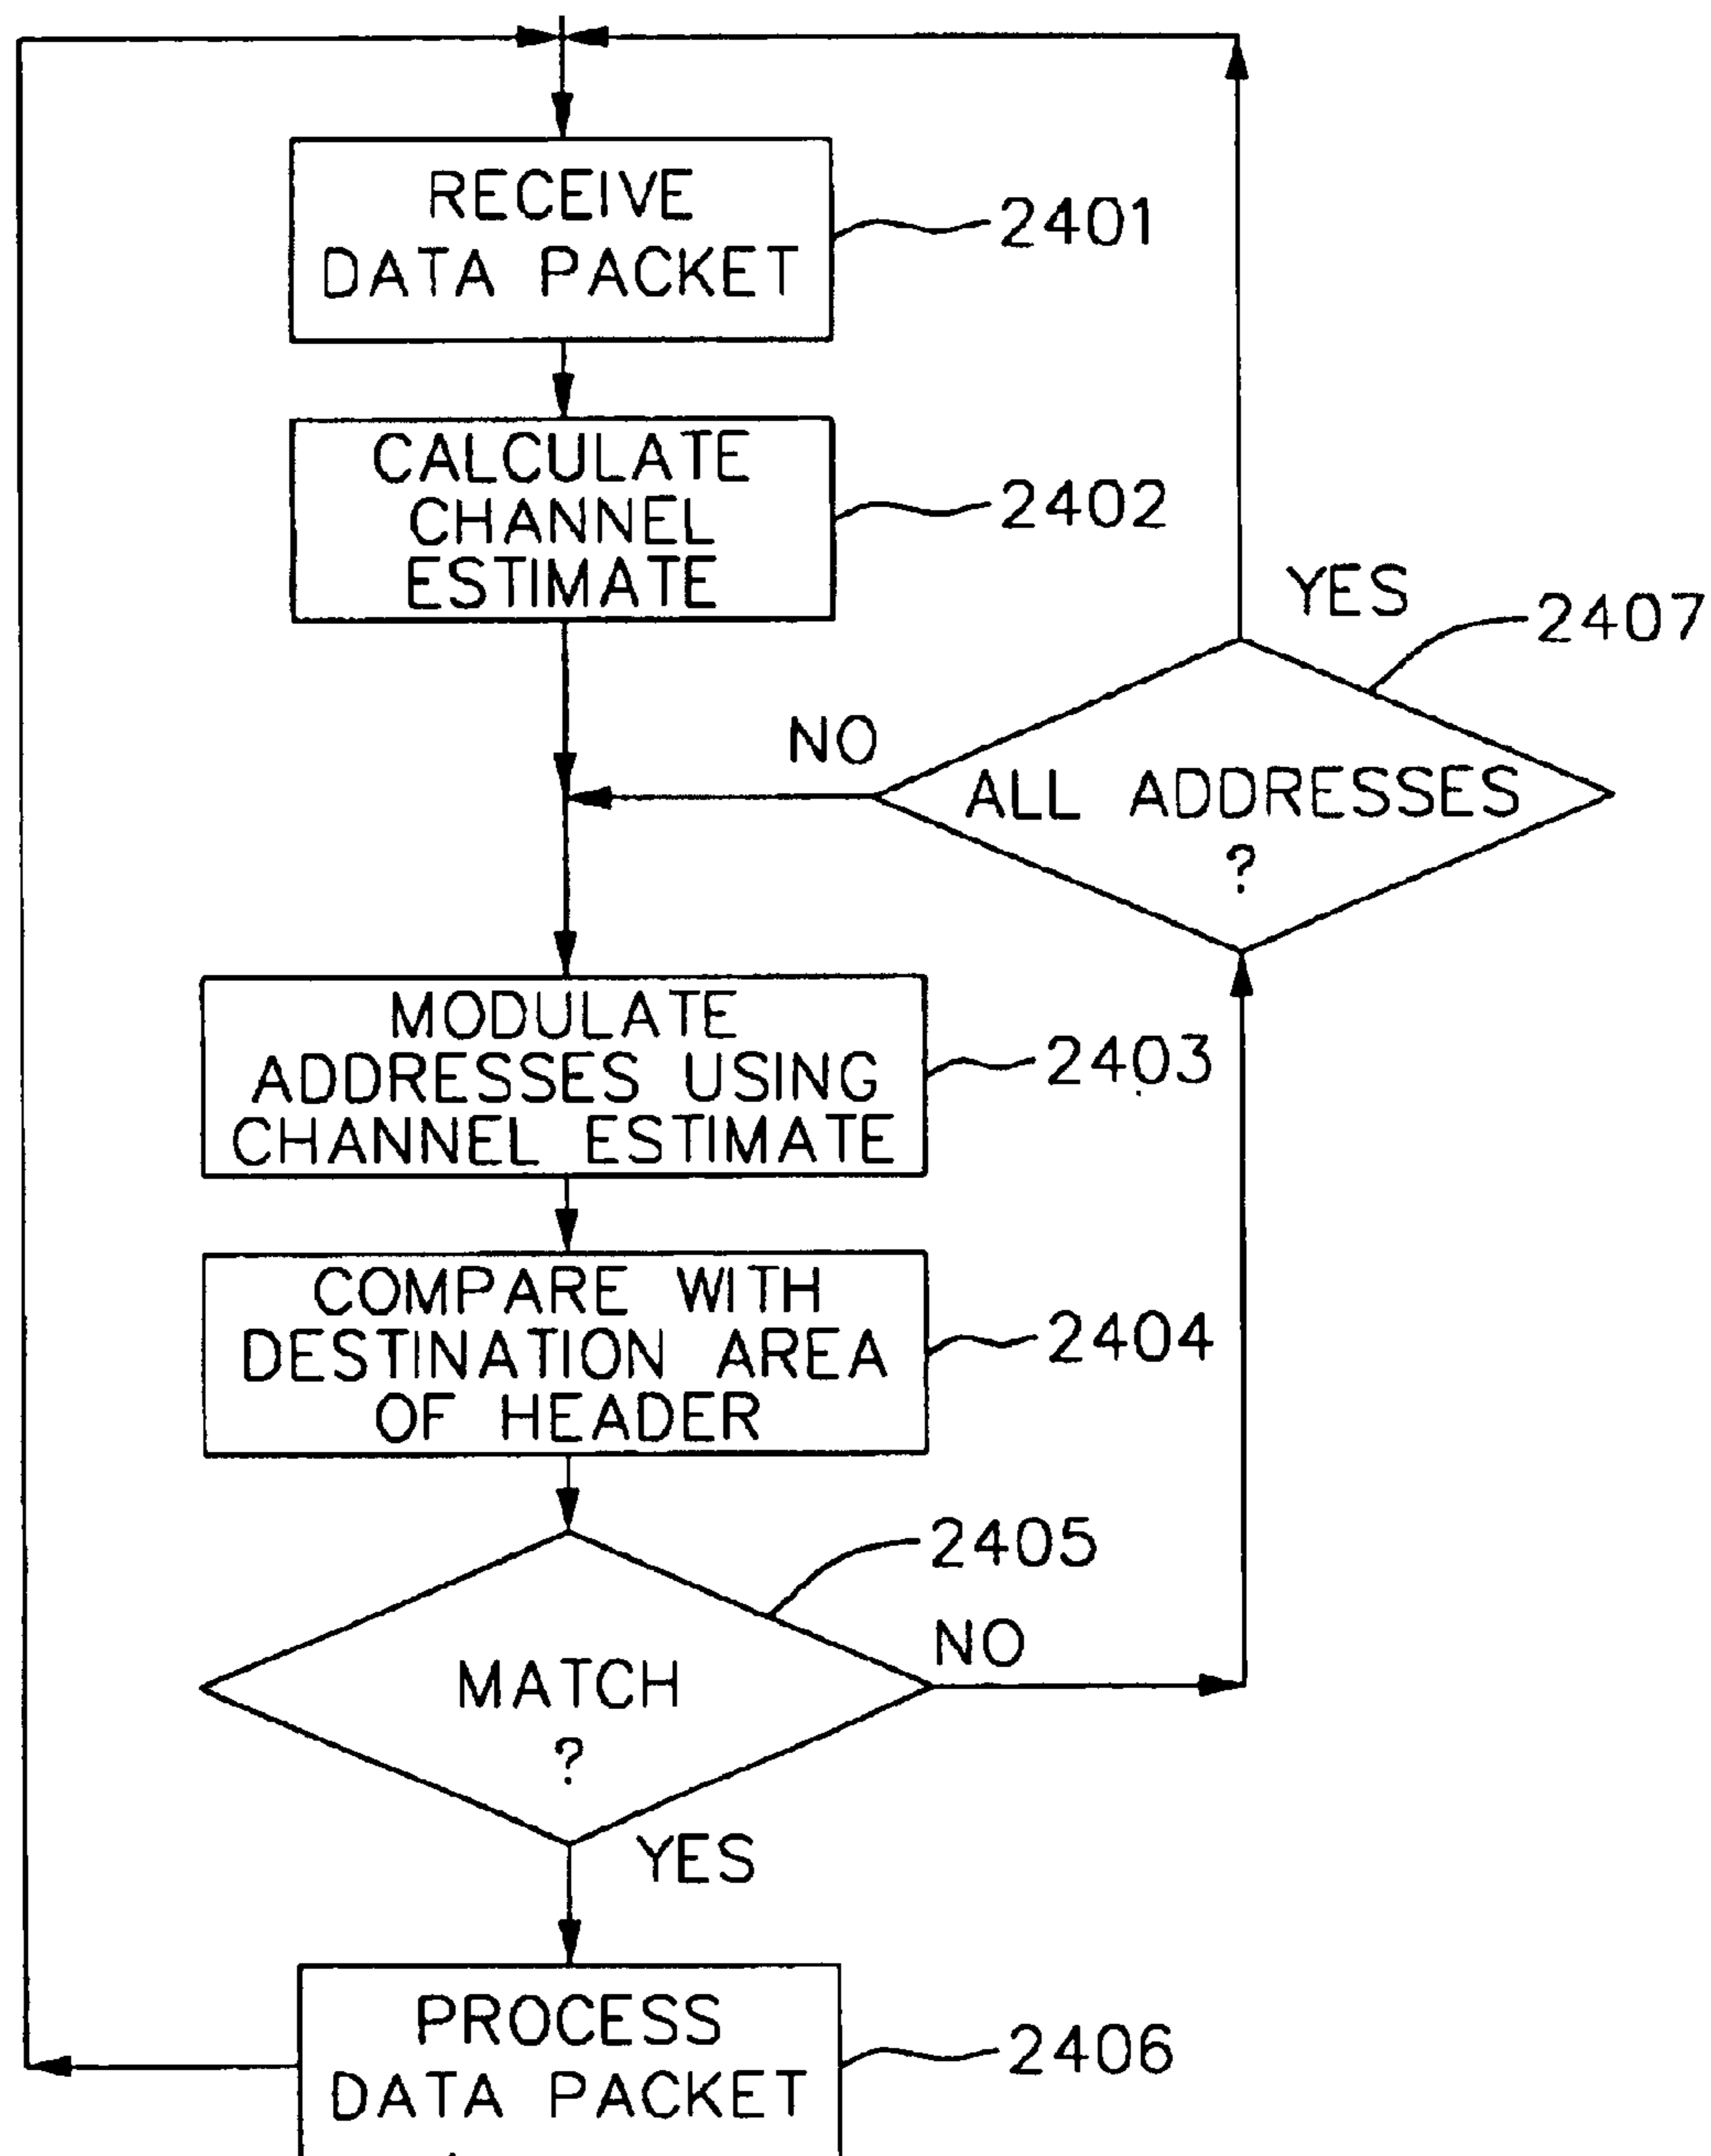 RECEIVE
DATA PACKET
2401
CALCULATE
CHANNEL
ESTIMATE
2402
YES
2407
NO
ALL ADDRESSES
?
MODULATE
ADDRESSES USING
CHANNEL ESTIMATE
2403
COMPARE WITH
DESTINATION AREA
OF HEADER
2404
2405
NO
MATCH
?
YES
PROCESS
DATA PACKET
2406